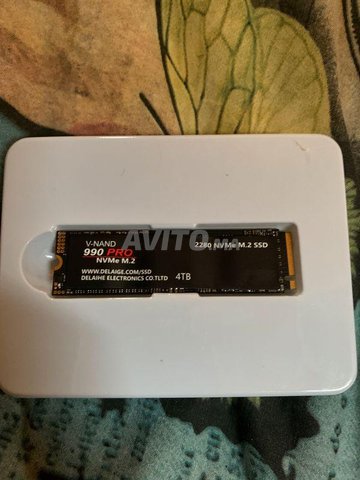 V-NAND
990 PRO
NVMe M.2
2280 NVMe M.2 SSD
WWW.DELAIGE.COM/SSD
DELAIHE ELECTRONICS CO.TLTD
4TB
AVITO.ma